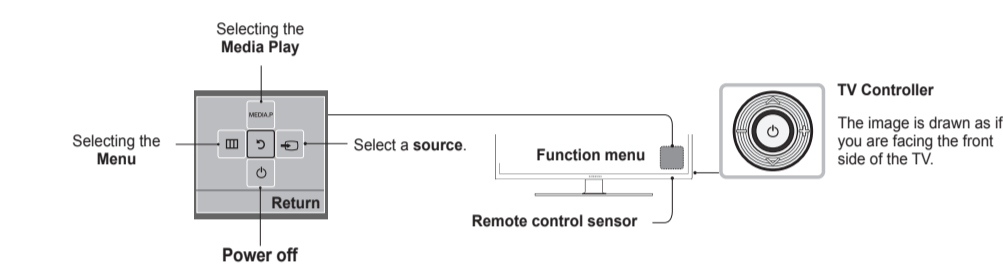 Selecting the
Media Play
MEDIA.P
Selecting the
Menu
Select a source.
Return
Power off
Function menu
Remote control sensor
TV Controller
The image is drawn as if
you are facing the front
side of the TV.